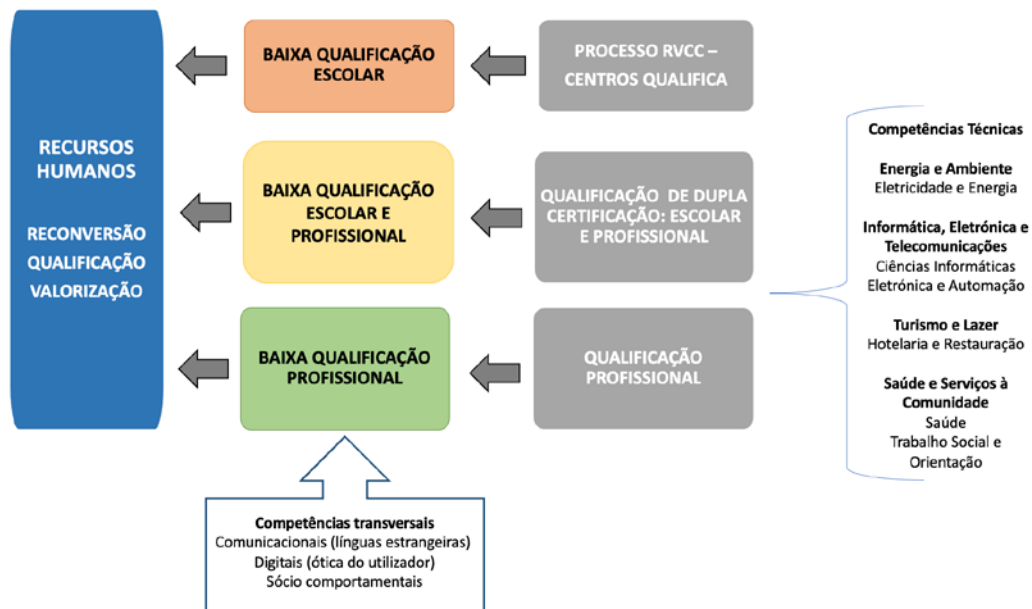 RECURSOS
HUMANOS
RECONVERSÃO
QUALIFICAÇÃO
VALORIZAÇÃO
BAIXA QUALIFICAÇÃO
ESCOLAR
PROCESSO RVCC –
CENTROS QUALIFICA
BAIXA QUALIFICAÇÃO
ESCOLAR E
PROFISSIONAL
QUALIFICAÇÃO DE DUPLA
CERTIFICAÇÃO: ESCOLAR
E PROFISSIONAL
BAIXA QUALIFICAÇÃO
PROFISSIONAL
QUALIFICAÇÃO
PROFISSIONAL
Competências Técnicas
Energia e Ambiente
Eletricidade e Energia
Informática, Eletrónica e
Telecomunicações
Ciências Informáticas
Eletrónica e Automação
Turismo e Lazer
Hotelaria e Restauração
Saúde e Serviços à
Comunidade
Saúde
Trabalho Social e
Orientação
Competências transversais
Comunicacionais (línguas estrangeiras)
Digitais (ótica do utilizador)
Sócio comportamentais